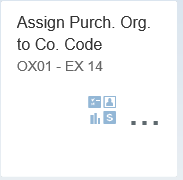 Assign Purch. Org.
to Co. Code
OX01 - EX 14
$
...